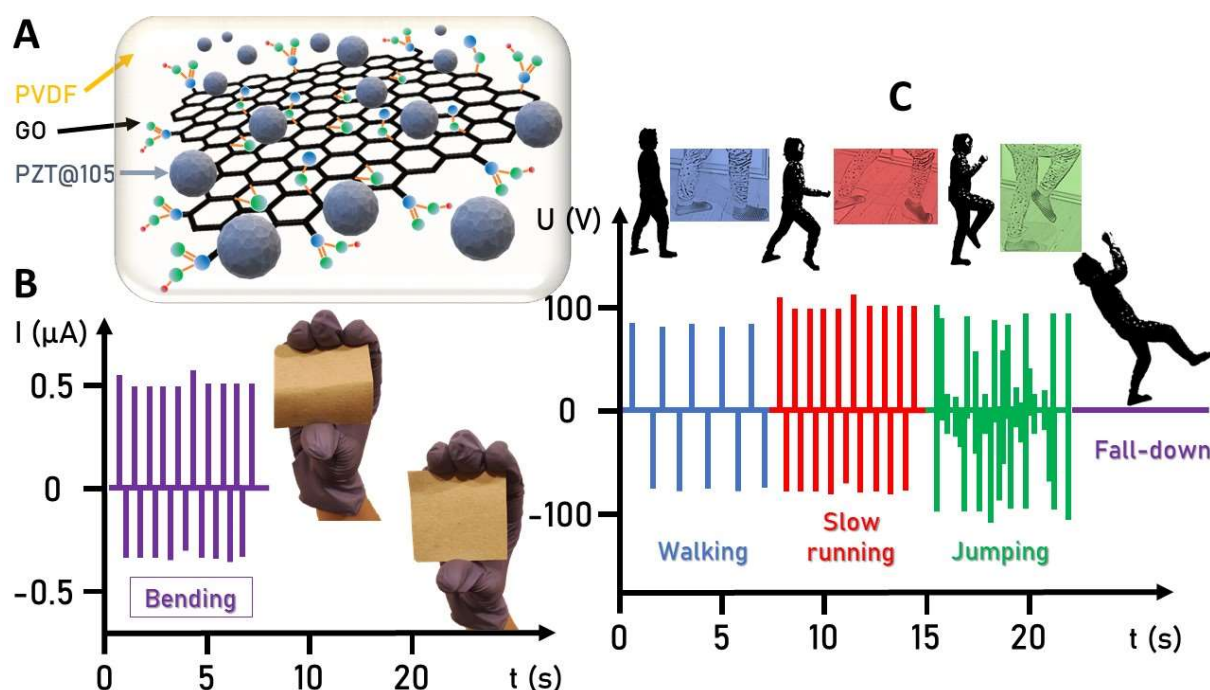 A
PVDF
GO
PZT@105
B
I (µA)
0.5
0
-0.5
Bending
0 5 10 20 t (s)
C
U (V)
100
0
-100
Walking
Slow
running
Jumping
Fall-down
0 5 10 15 20 t (s)